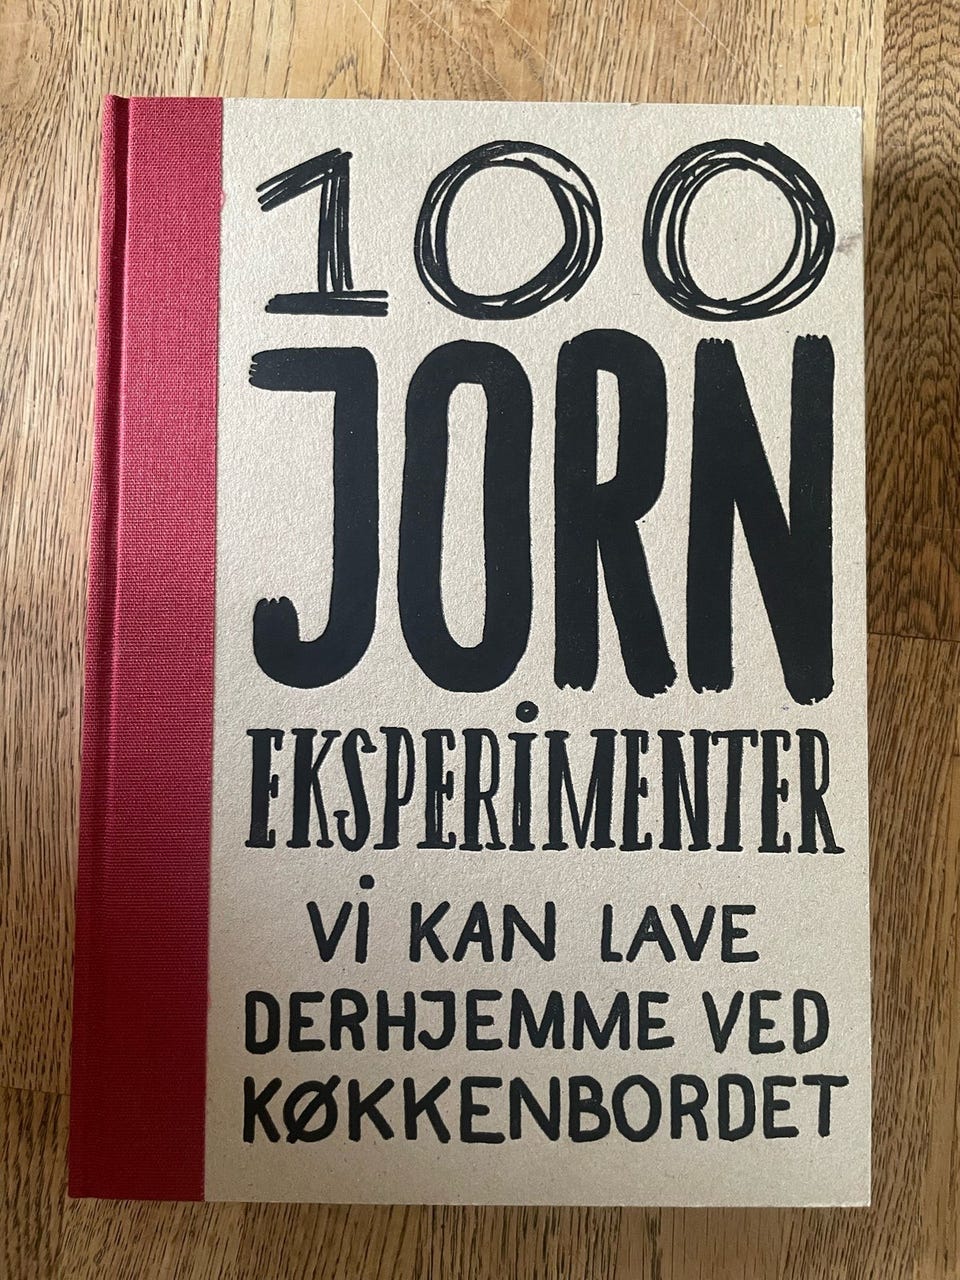 100
JORN
EKSPERiMENTER
Vi KAN LAVE
DERHJEMME VED
KØKKENBORDET